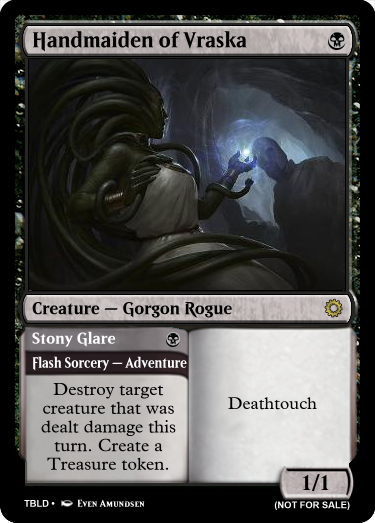 Handmaiden of Vraska
Creature — Gorgon Rogue
Stony Glare
Flash Sorcery — Adventure
Destroy target
creature that was
dealt damage this
turn. Create a
Treasure token.
Deathtouch
1/1
TBLD • Even Amundsen
(NOT FOR SALE)